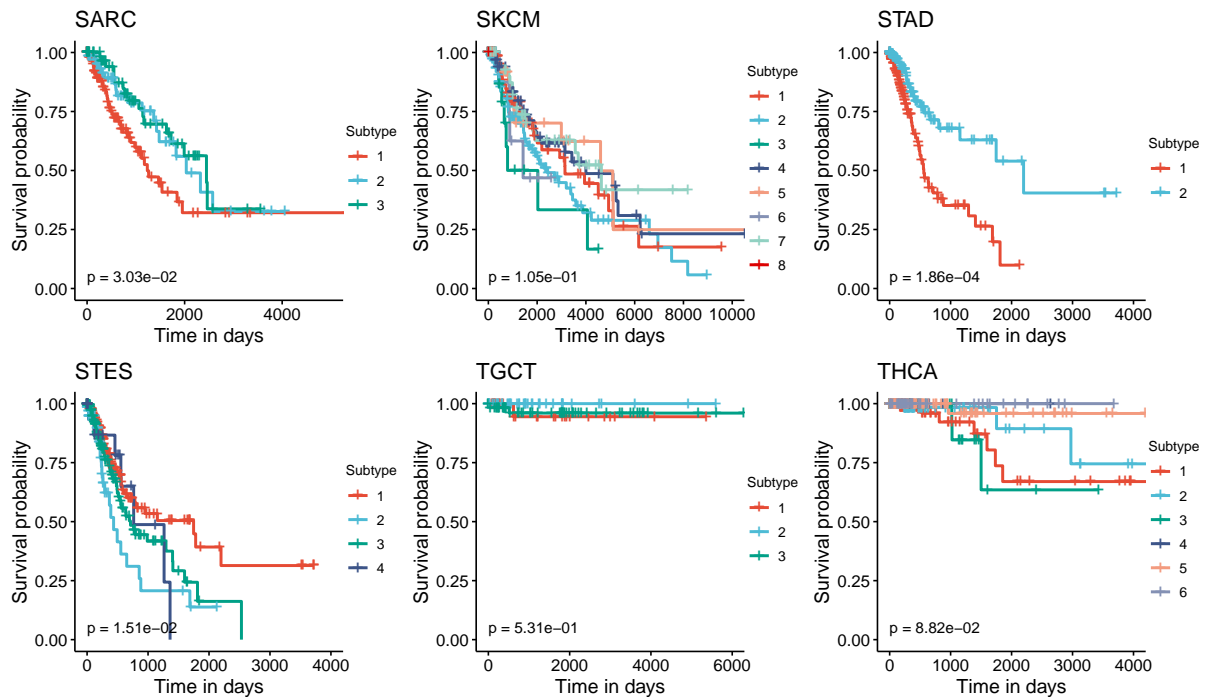 SARC
Survival probability
1.00
0.75
0.50
0.25
0.00
p = 3.03e−02
0 2000 4000
Time in days
Subtype
1
2
3
SKCM
Survival probability
1.00
0.75
0.50
0.25
0.00
p = 1.05e−01
0 2000 4000 6000 8000 10000
Time in days
Subtype
1
2
3
4
5
6
7
8
STAD
Survival probability
1.00
0.75
0.50
0.25
0.00
p = 1.86e−04
0 1000 2000 3000 4000
Time in days
Subtype
1
2
STES
Survival probability
1.00
0.75
0.50
0.25
0.00
p = 1.51e−02
0 1000 2000 3000 4000
Time in days
Subtype
1
2
3
4
TGCT
Survival probability
1.00
0.75
0.50
0.25
0.00
p = 5.31e−01
0 2000 4000 6000
Time in days
Subtype
1
2
3
THCA
Survival probability
1.00
0.75
0.50
0.25
0.00
p = 8.82e−02
0 1000 2000 3000 4000
Time in days
Subtype
1
2
3
4
5
6